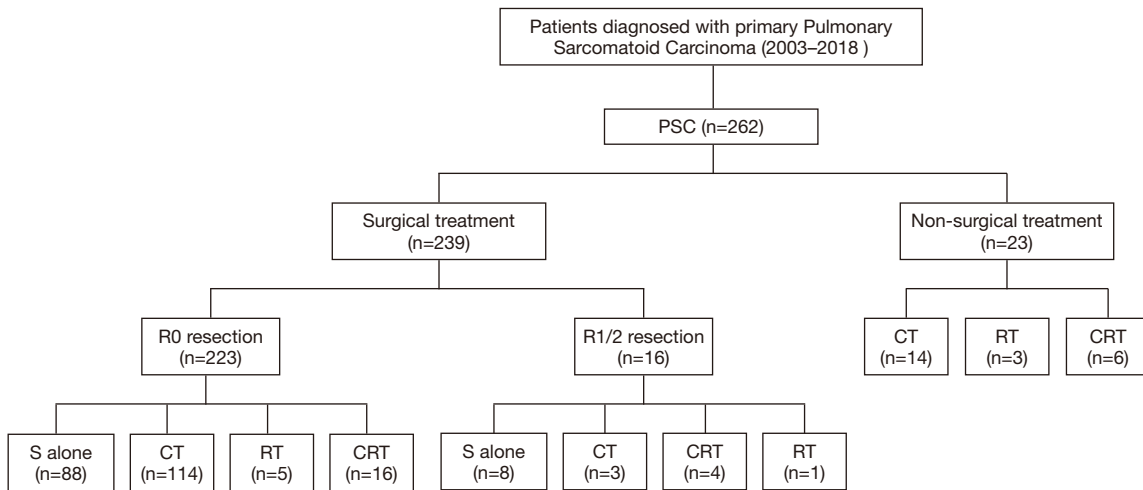 Patients diagnosed with primary Pulmonary
Sarcomatoid Carcinoma (2003–2018 )
PSC (n=262)
Surgical treatment
(n=239)
Non-surgical treatment
(n=23)
R0 resection
(n=223)
R1/2 resection
(n=16)
CT
(n=14)
RT
(n=3)
CRT
(n=6)
S alone
(n=88)
CT
(n=114)
RT
(n=5)
CRT
(n=16)
S alone
(n=8)
CT
(n=3)
CRT
(n=4)
RT
(n=1)